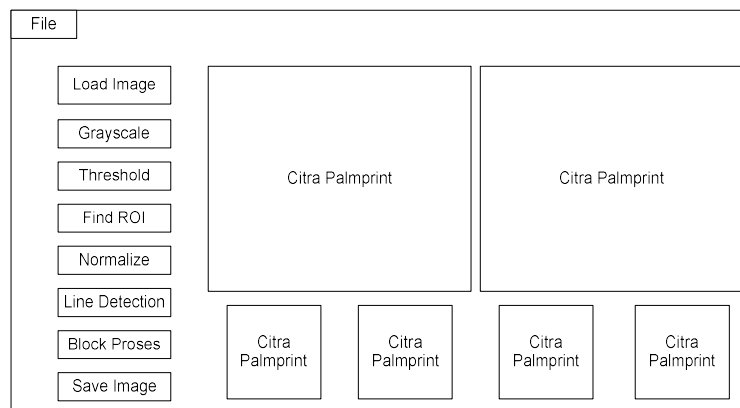 File
Load Image
Grayscale
Threshold
Find ROI
Normalize
Line Detection
Block Proses
Save Image
Citra Palmprint
Citra Palmprint
Citra
Palmprint
Citra
Palmprint
Citra
Palmprint
Citra
Palmprint